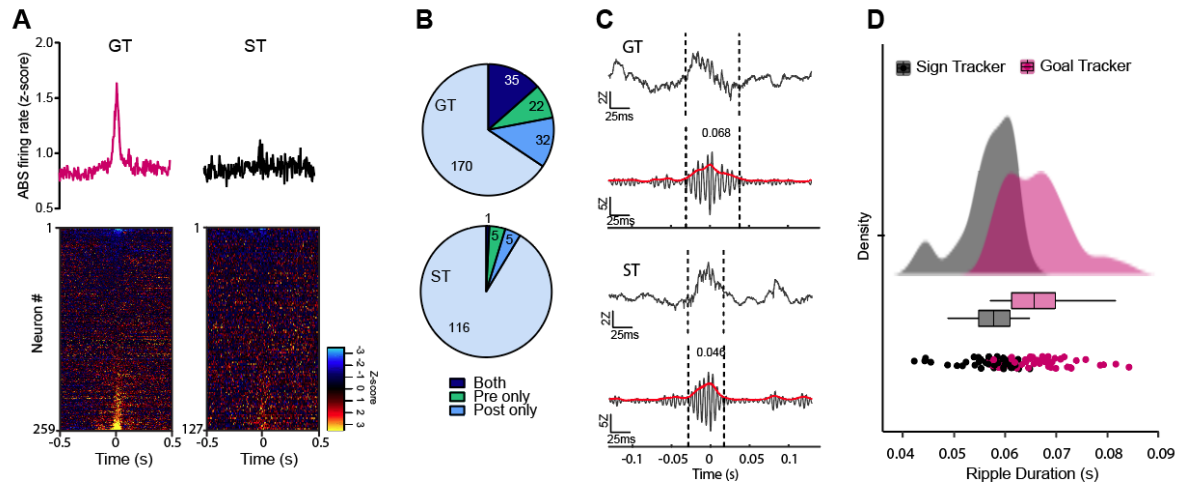 A
GT
ST
ABS firing rate (z-score)
2.0
1.5
1.0
0.5
Neuron #
1
259
1
127
-0.5
0
0.5
-0.5
0
0.5
Time (s)
Time (s)
Z-score
-3
-2
-1
0
1
2
3
B
GT
35
22
32
170
ST
1
5
5
116
Both
Pre only
Post only
C
GT
2Z
25ms
0.068
5Z
25ms
ST
2Z
25ms
0.046
5Z
25ms
-0.1
-0.05
0
0.05
0.1
Time (s)
D
Sign Tracker
Goal Tracker
Density
0.04
0.05
0.06
0.07
0.08
0.09
Ripple Duration (s)